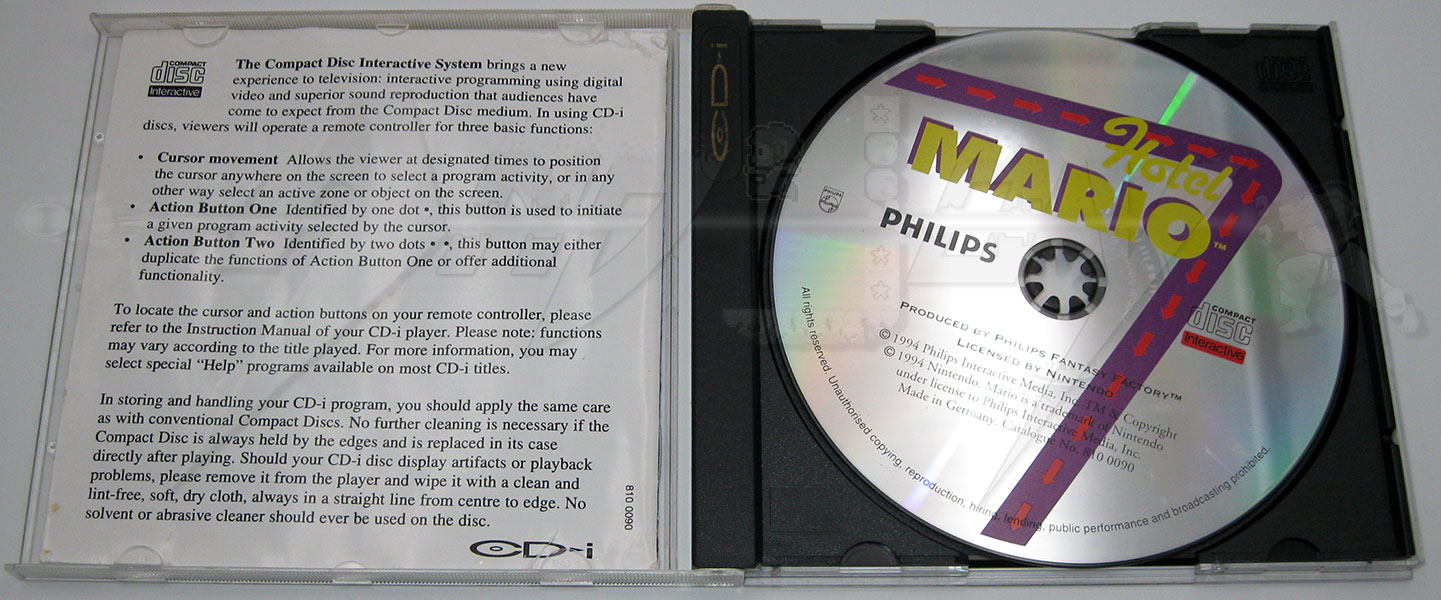 COMPACT
disc
Interactive
The Compact Disc Interactive System brings a new
experience to television: interactive programming using digital
video and superior sound reproduction that audiences have
come to expect from the Compact Disc medium. In using CD-i
discs, viewers will operate a remote controller for three basic functions:
• Cursor movement Allows the viewer at designated times to position
the cursor anywhere on the screen to select a program activity, or in any
other way select an active zone or object on the screen.
• Action Button One Identified by one dot •, this button is used to initiate
a given program activity selected by the cursor.
• Action Button Two Identified by two dots • •, this button may either
duplicate the functions of Action Button One or offer additional
functionality.
To locate the cursor and action buttons on your remote controller, please
refer to the Instruction Manual of your CD-i player. Please note: functions
may vary according to the title played. For more information, you may
select special “Help” programs available on most CD-i titles.
In storing and handling your CD-i program, you should apply the same care
as with conventional Compact Discs. No further cleaning is necessary if the
Compact Disc is always held by the edges and is replaced in its case
directly after playing. Should your CD-i disc display artifacts or playback
problems, please remove it from the player and wipe it with a clean and
lint-free, soft, dry cloth, always in a straight line from centre to edge. No
solvent or abrasive cleaner should ever be used on the disc.
810 0090
CD-i
CD-i
Hotel
MARIO™
PHILIPS
PHILIPS
COMPACT
disc
Interactive
PRODUCED BY PHILIPS FANTASY FACTORY™
LICENSED BY NINTENDO
© 1994 Philips Interactive Media, Inc. TM & Copyright
© 1994 Nintendo. Mario is a trademark of Nintendo
under license to Philips Interactive Media, Inc.
Made in Germany. Catalogue No. 810 0090
All rights reserved. Unauthorised copying, reproduction, hiring, lending, public performance and broadcasting prohibited.